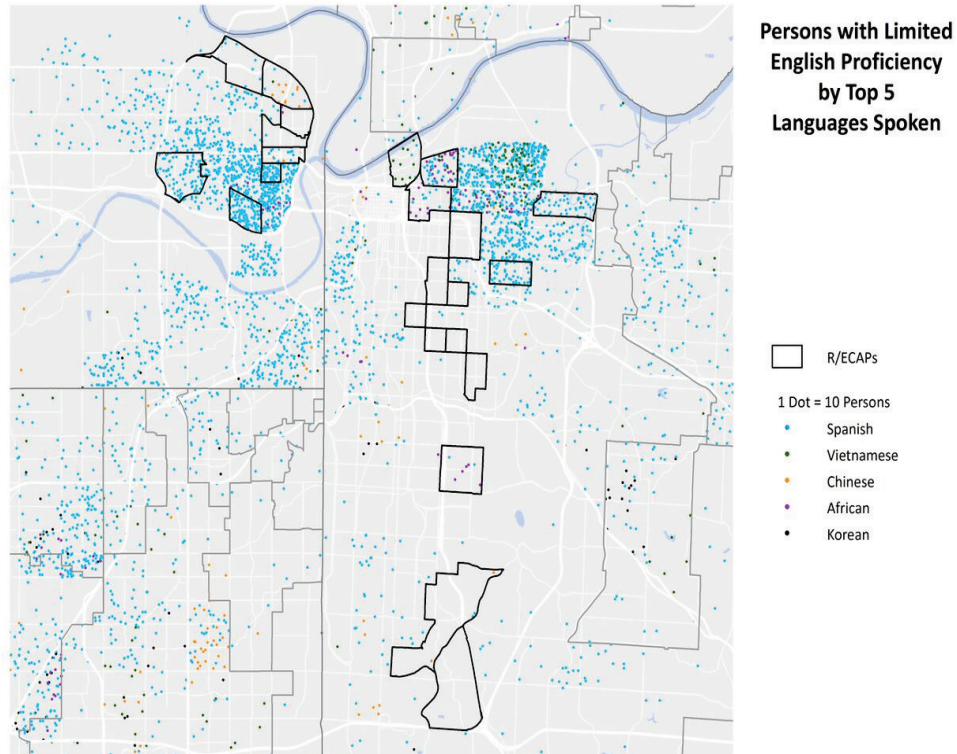 Persons with Limited
English Proficiency
by Top 5
Languages Spoken
R/ECAPs
1 Dot = 10 Persons
Spanish
Vietnamese
Chinese
African
Korean